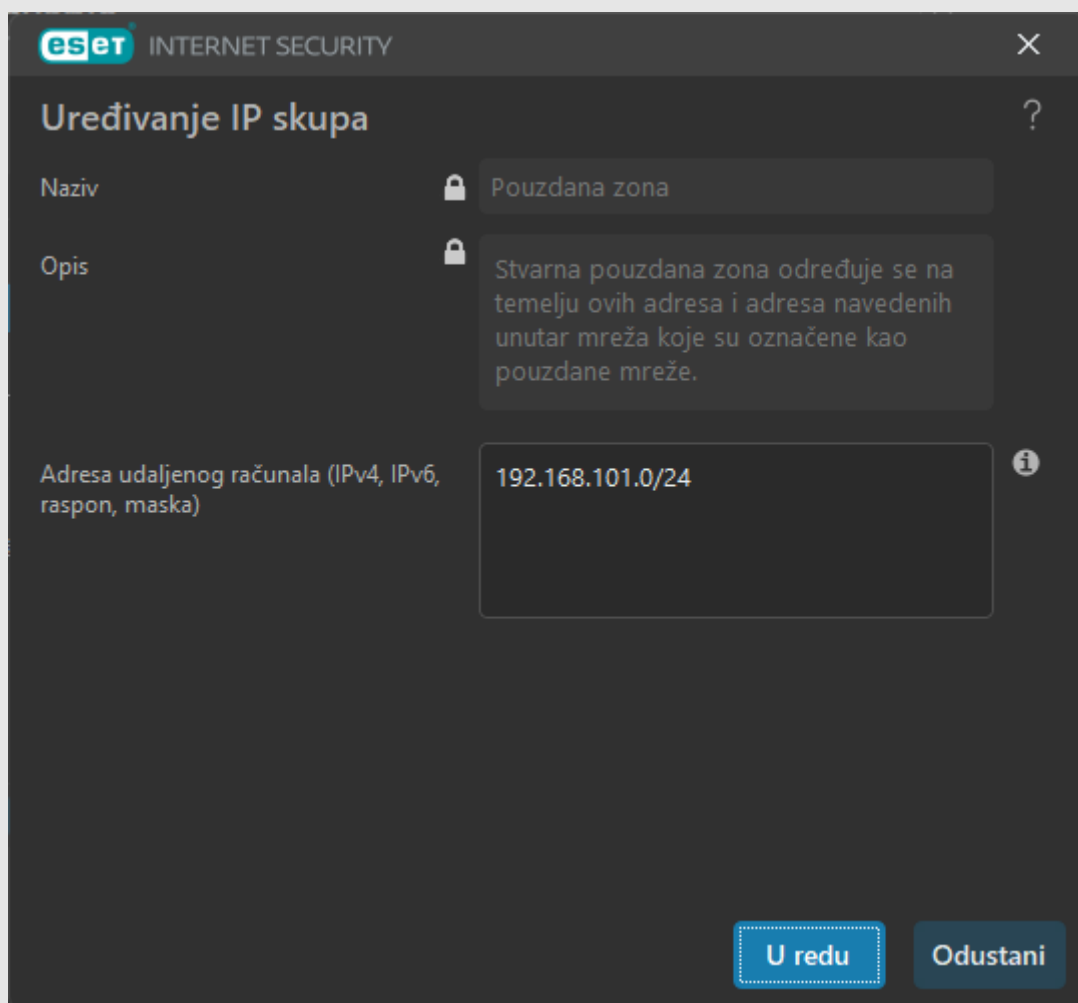 eset INTERNET SECURITY
Uređivanje IP skupa
?
Naziv
Pouzdana zona
Opis
Stvarna pouzdana zona određuje se na
temelju ovih adresa i adresa navedenih
unutar mreža koje su označene kao
pouzdane mreže.
Adresa udaljenog računala (IPv4, IPv6,
raspon, maska)
192.168.101.0/24
U redu
Odustani